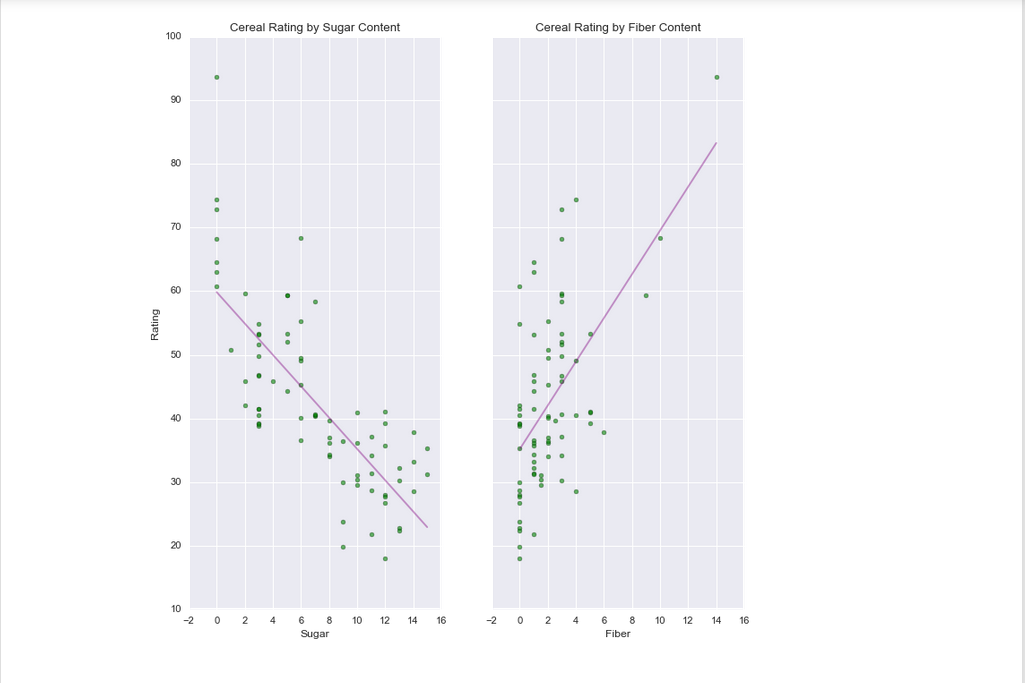 Cereal Rating by Sugar Content
Cereal Rating by Fiber Content
100
90
80
70
60
50
40
30
20
10
Rating
−2 0 2 4 6 8 10 12 14 16
−2 0 2 4 6 8 10 12 14 16
Sugar
Fiber